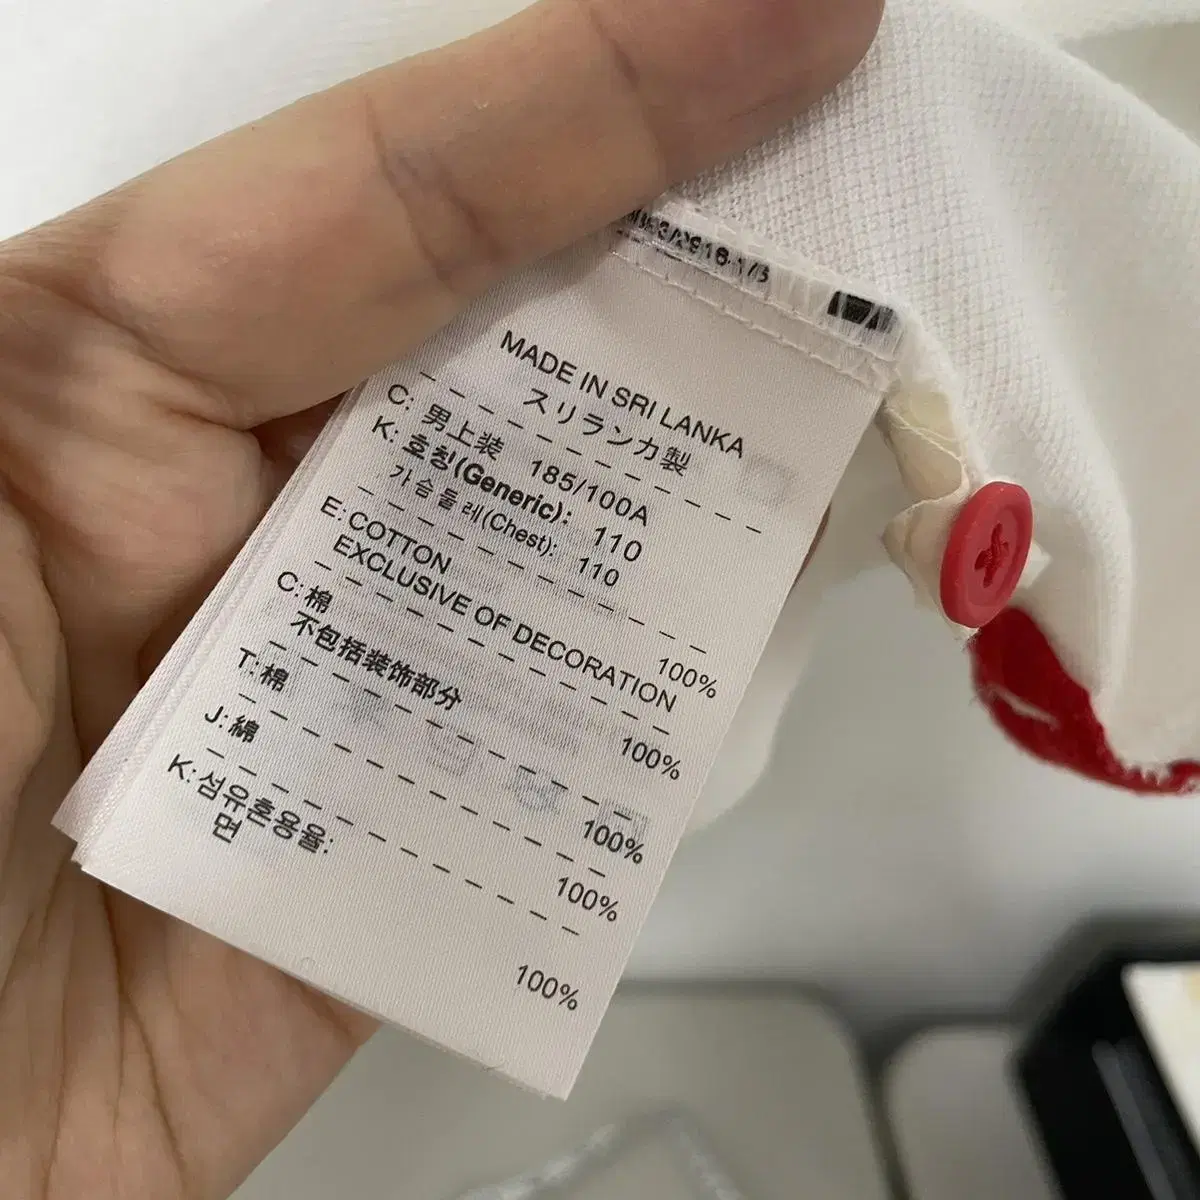 MADE IN SRI LANKA
スリランカ製
C: 男上装 185/100A
K: 호칭(Generic): 110
가슴둘레(Chest): 110
E: COTTON 100%
EXCLUSIVE OF DECORATION
C: 棉 100%
不包括装饰部分
T: 棉 100%
J: 綿 100%
K: 섬유혼용율:
면 100%